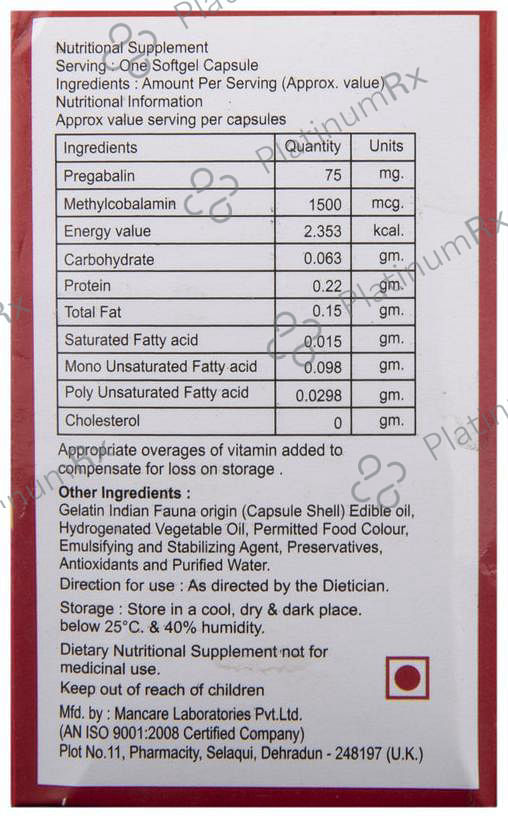 Nutritional Supplement
Serving : One Softgel Capsule
Ingredients : Amount Per Serving (Approx. value)
Nutritional Information
Approx value serving per capsules
Ingredients Quantity Units
Pregabalin 75 mg.
Methylcobalamin 1500 mcg.
Energy value 2.353 kcal.
Carbohydrate 0.063 gm.
Protein 0.22 gm.
Total Fat 0.15 gm.
Saturated Fatty acid 0.015 gm.
Mono Unsaturated Fatty acid 0.098 gm.
Poly Unsaturated Fatty acid 0.0298 gm.
Cholesterol 0 gm.
Appropriate overages of vitamin added to
compensate for loss on storage .
Other Ingredients :
Gelatin Indian Fauna origin (Capsule Shell) Edible oil,
Hydrogenated Vegetable Oil, Permitted Food Colour,
Emulsifying and Stabilizing Agent, Preservatives,
Antioxidants and Purified Water.
Direction for use : As directed by the Dietician.
Storage : Store in a cool, dry & dark place.
below 25°C. & 40% humidity.
Dietary Nutritional Supplement not for
medicinal use.
Keep out of reach of children
Mfd. by : Mancare Laboratories Pvt.Ltd.
(AN ISO 9001:2008 Certified Company)
Plot No.11, Pharmacity, Selaqui, Dehradun - 248197 (U.K.)
PlatinumRx
PlatinumRx
PlatinumRx
Platin
numRx
Rx